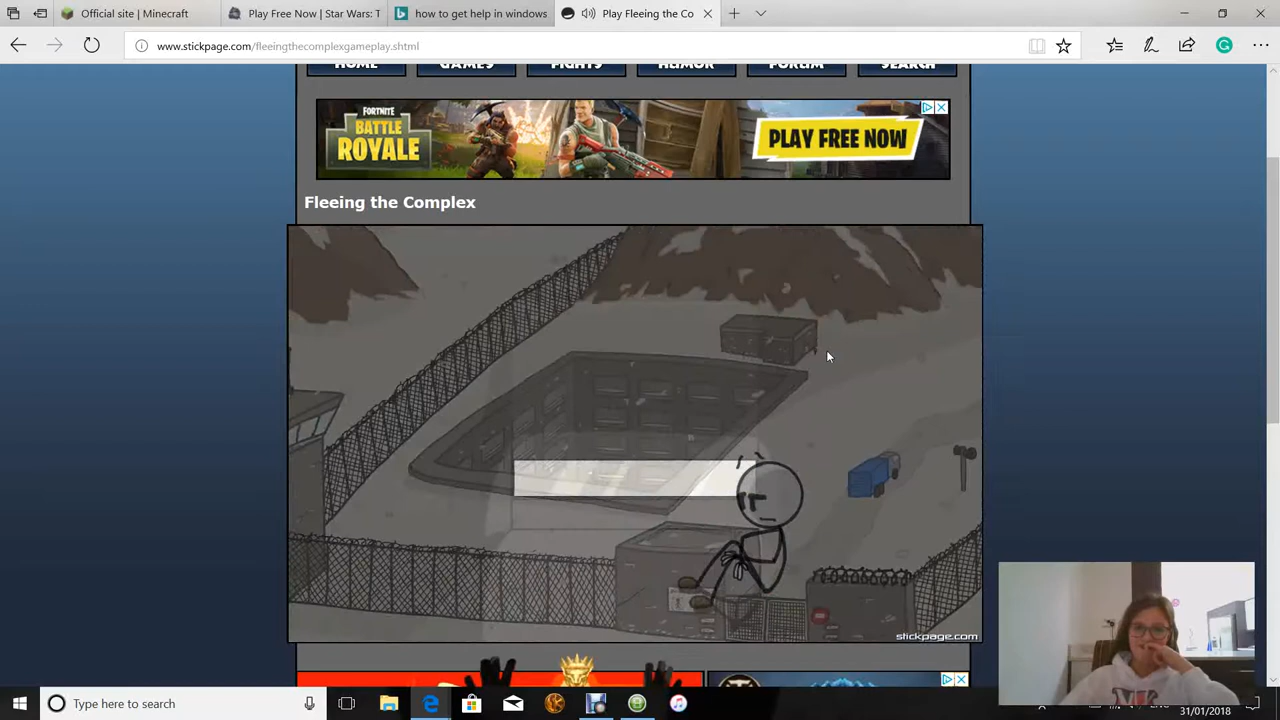 Official site | Minecraft
Play Free Now | Star Wars: T
how to get help in windows
Play Fleeing the Co
www.stickpage.com/fleeingthecomplexgameplay.shtml
HOME GAMES FIGHTS HUMOR FORUM SEARCH
FORTNITE
BATTLE
ROYALE
PLAY FREE NOW
Fleeing the Complex
stickpage.com
Type here to search
31/01/2018